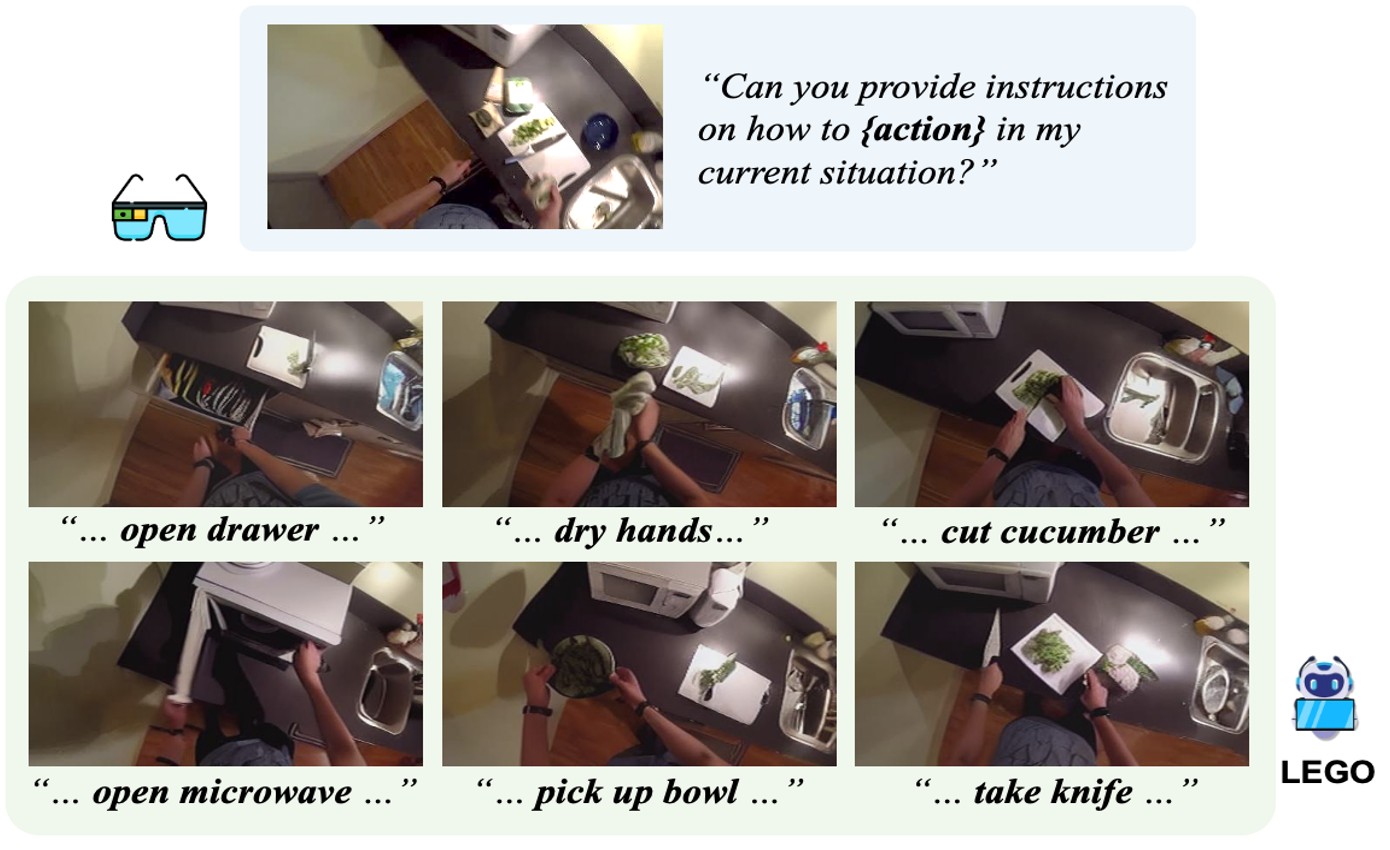 “Can you provide instructions
on how to {action} in my
current situation?”
“... open drawer ...”
“... dry hands...”
“... cut cucumber ...”
“... open microwave ...”
“... pick up bowl ...”
“... take knife ...”
LEGO